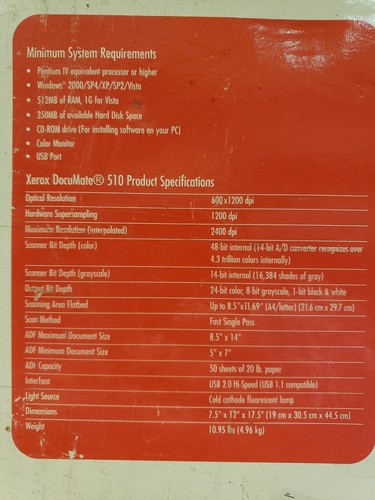 Minimum System Requirements
• Pentium IV equivalent processor or higher
• Windows® 2000/SP4/XP/SP2/Vista
• 512MB of RAM, 1G for Vista
• 350MB of available Hard Disk Space
• CD-ROM drive (For installing software on your PC)
• Color Monitor
• USB Port
Xerox DocuMate® 510 Product Specifications
Optical Resolution 600x1200 dpi
Hardware Supersampling 1200 dpi
Maximum Resolution (interpolated) 2400 dpi
Scanner Bit Depth (color) 48-bit internal (14-bit A/D converter recognizes over
4.3 trillion colors internally)
Scanner Bit Depth (grayscale) 14-bit internal (16,384 shades of gray)
Output Bit Depth 24-bit color, 8-bit grayscale, 1-bit black & white
Scanning Area Flatbed Up to 8.5"x11.69" (A4/letter) (21.6 cm x 29.7 cm)
Scan Method Fast Single Pass
ADF Maximum Document Size 8.5" x 14"
ADF Minimum Document Size 5" x 7"
ADF Capacity 50 sheets of 20 lb. paper
Interface USB 2.0 Hi-Speed (USB 1.1 compatible)
Light Source Cold cathode fluorescent lamp
Dimensions 7.5" x 12" x 17.5" (19 cm x 30.5 cm x 44.5 cm)
Weight 10.95 lbs (4.96 kg)